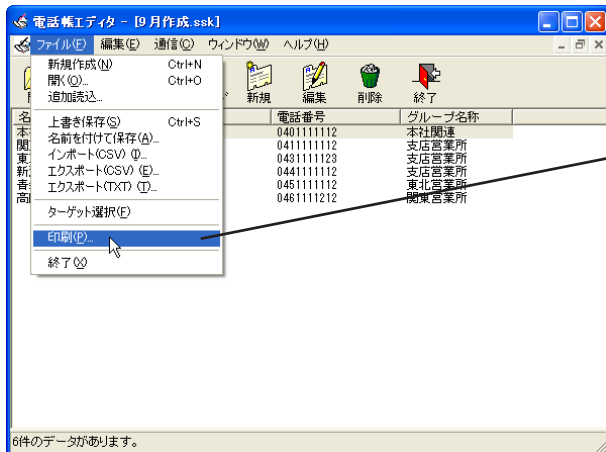 電話帳エディタ - [9月作成.ssk]
ファイル(F) 編集(E) 通信(C) ウィンドウ(W) ヘルプ(H)
新規作成(N) Ctrl+N
開く(O)... Ctrl+O
追加読込...
上書き保存(S) Ctrl+S
名前を付けて保存(A)...
インポート(CSV) (I)...
エクスポート(CSV) (E)...
エクスポート(TXT) (T)...
ターゲット選択(F)
印刷(P)...
終了(X)
新規 編集 削除 終了
名 電話番号 グループ名称
本 0401111112 本社関連
関 0411111112 支店営業所
東 0431111123 支店営業所
新 0441111112 支店営業所
青 0451111112 東北営業所
高 0461111212 関東営業所
6件のデータがあります。